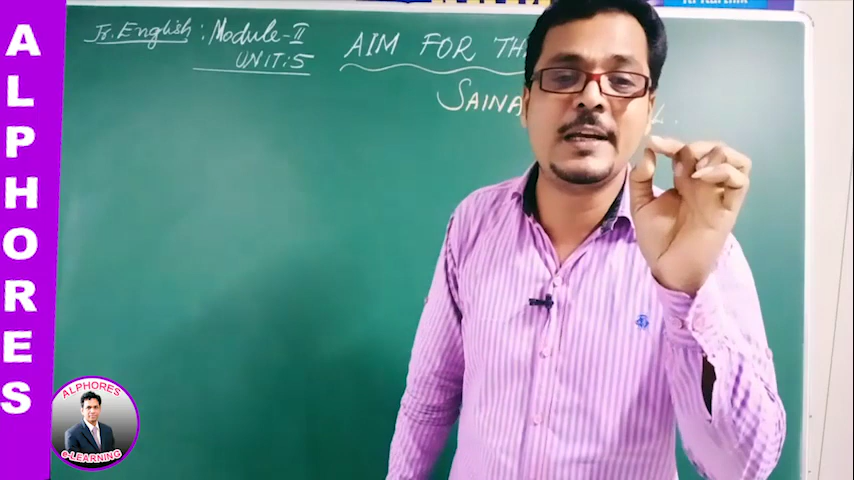 ALPHORES
Jr. English : Module-II
UNIT: 5
AIM FOR TH
SAINA
L.
ALPHORES
e-LEARNING